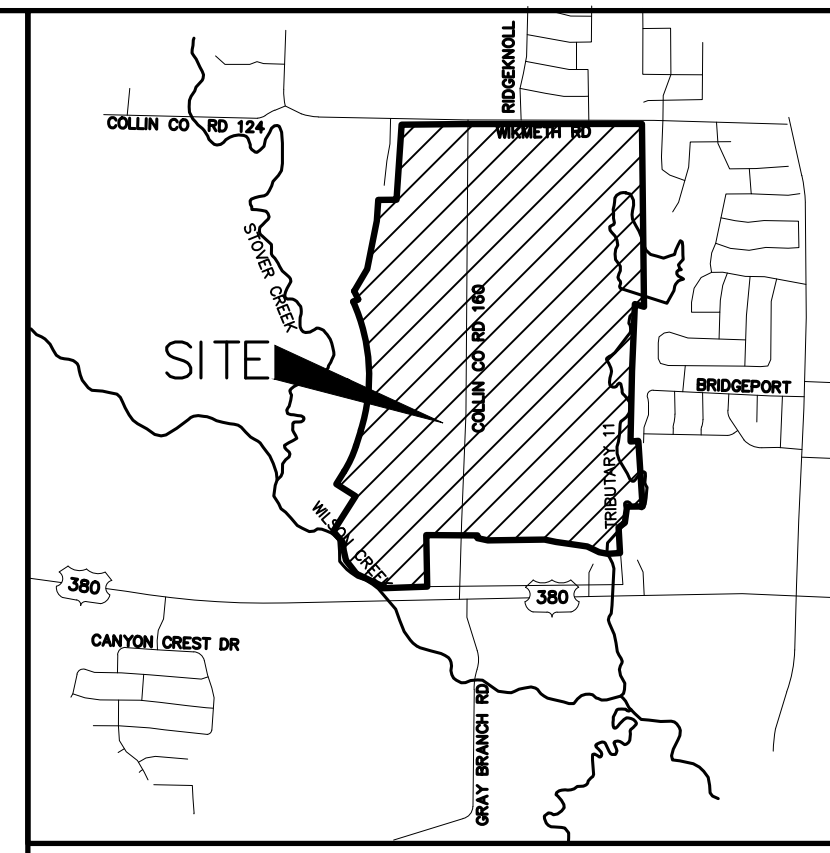 RIDGEKNOLL
COLLIN CO RD 124
WIKMETH RD
STOVER CREEK
COLLIN CO RD 160
SITE
BRIDGEPORT
TRIBUTARY 11
WILSON CREEK
380
380
CANYON CREST DR
GRAY BRANCH RD